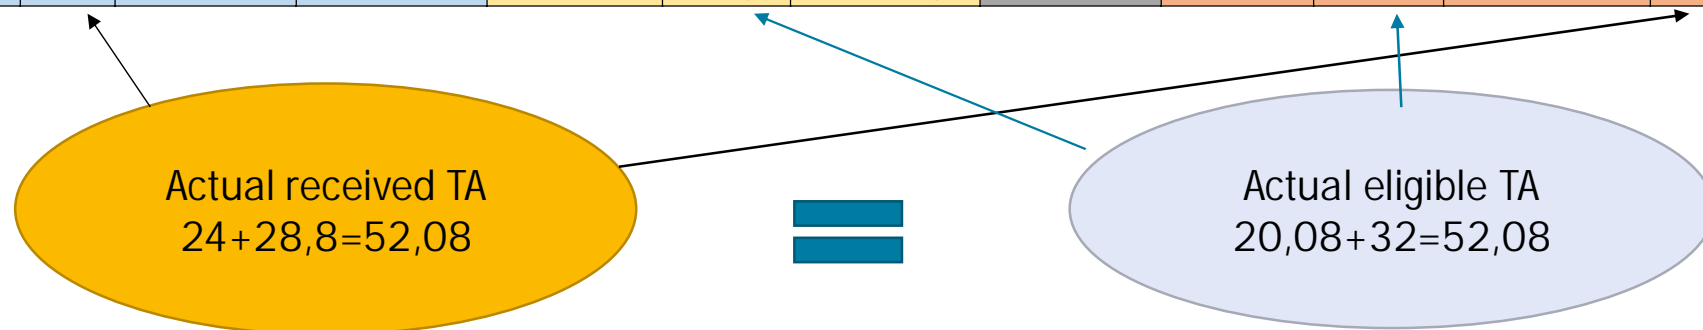 Actual received TA
24+28,8=52,08
Actual eligible TA
20,08+32=52,08